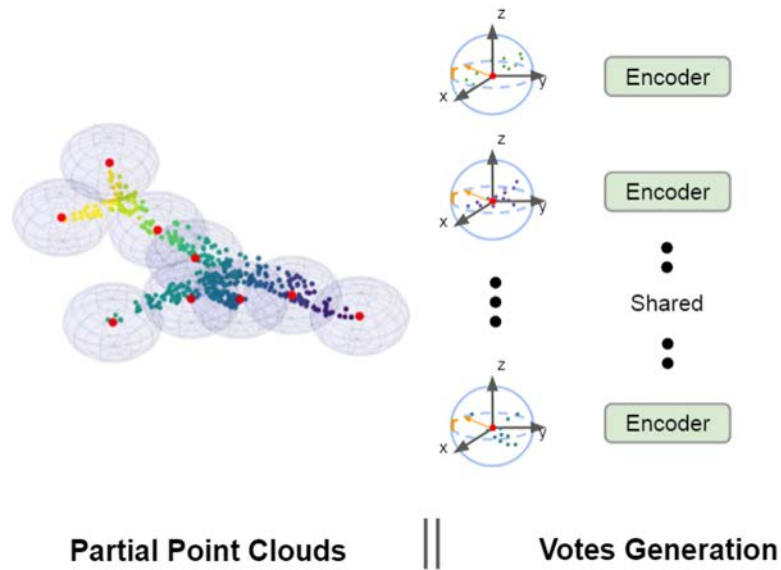 z
x
y
r
Encoder
z
x
y
r
Encoder
Shared
z
x
y
r
Encoder
Partial Point Clouds
Votes Generation